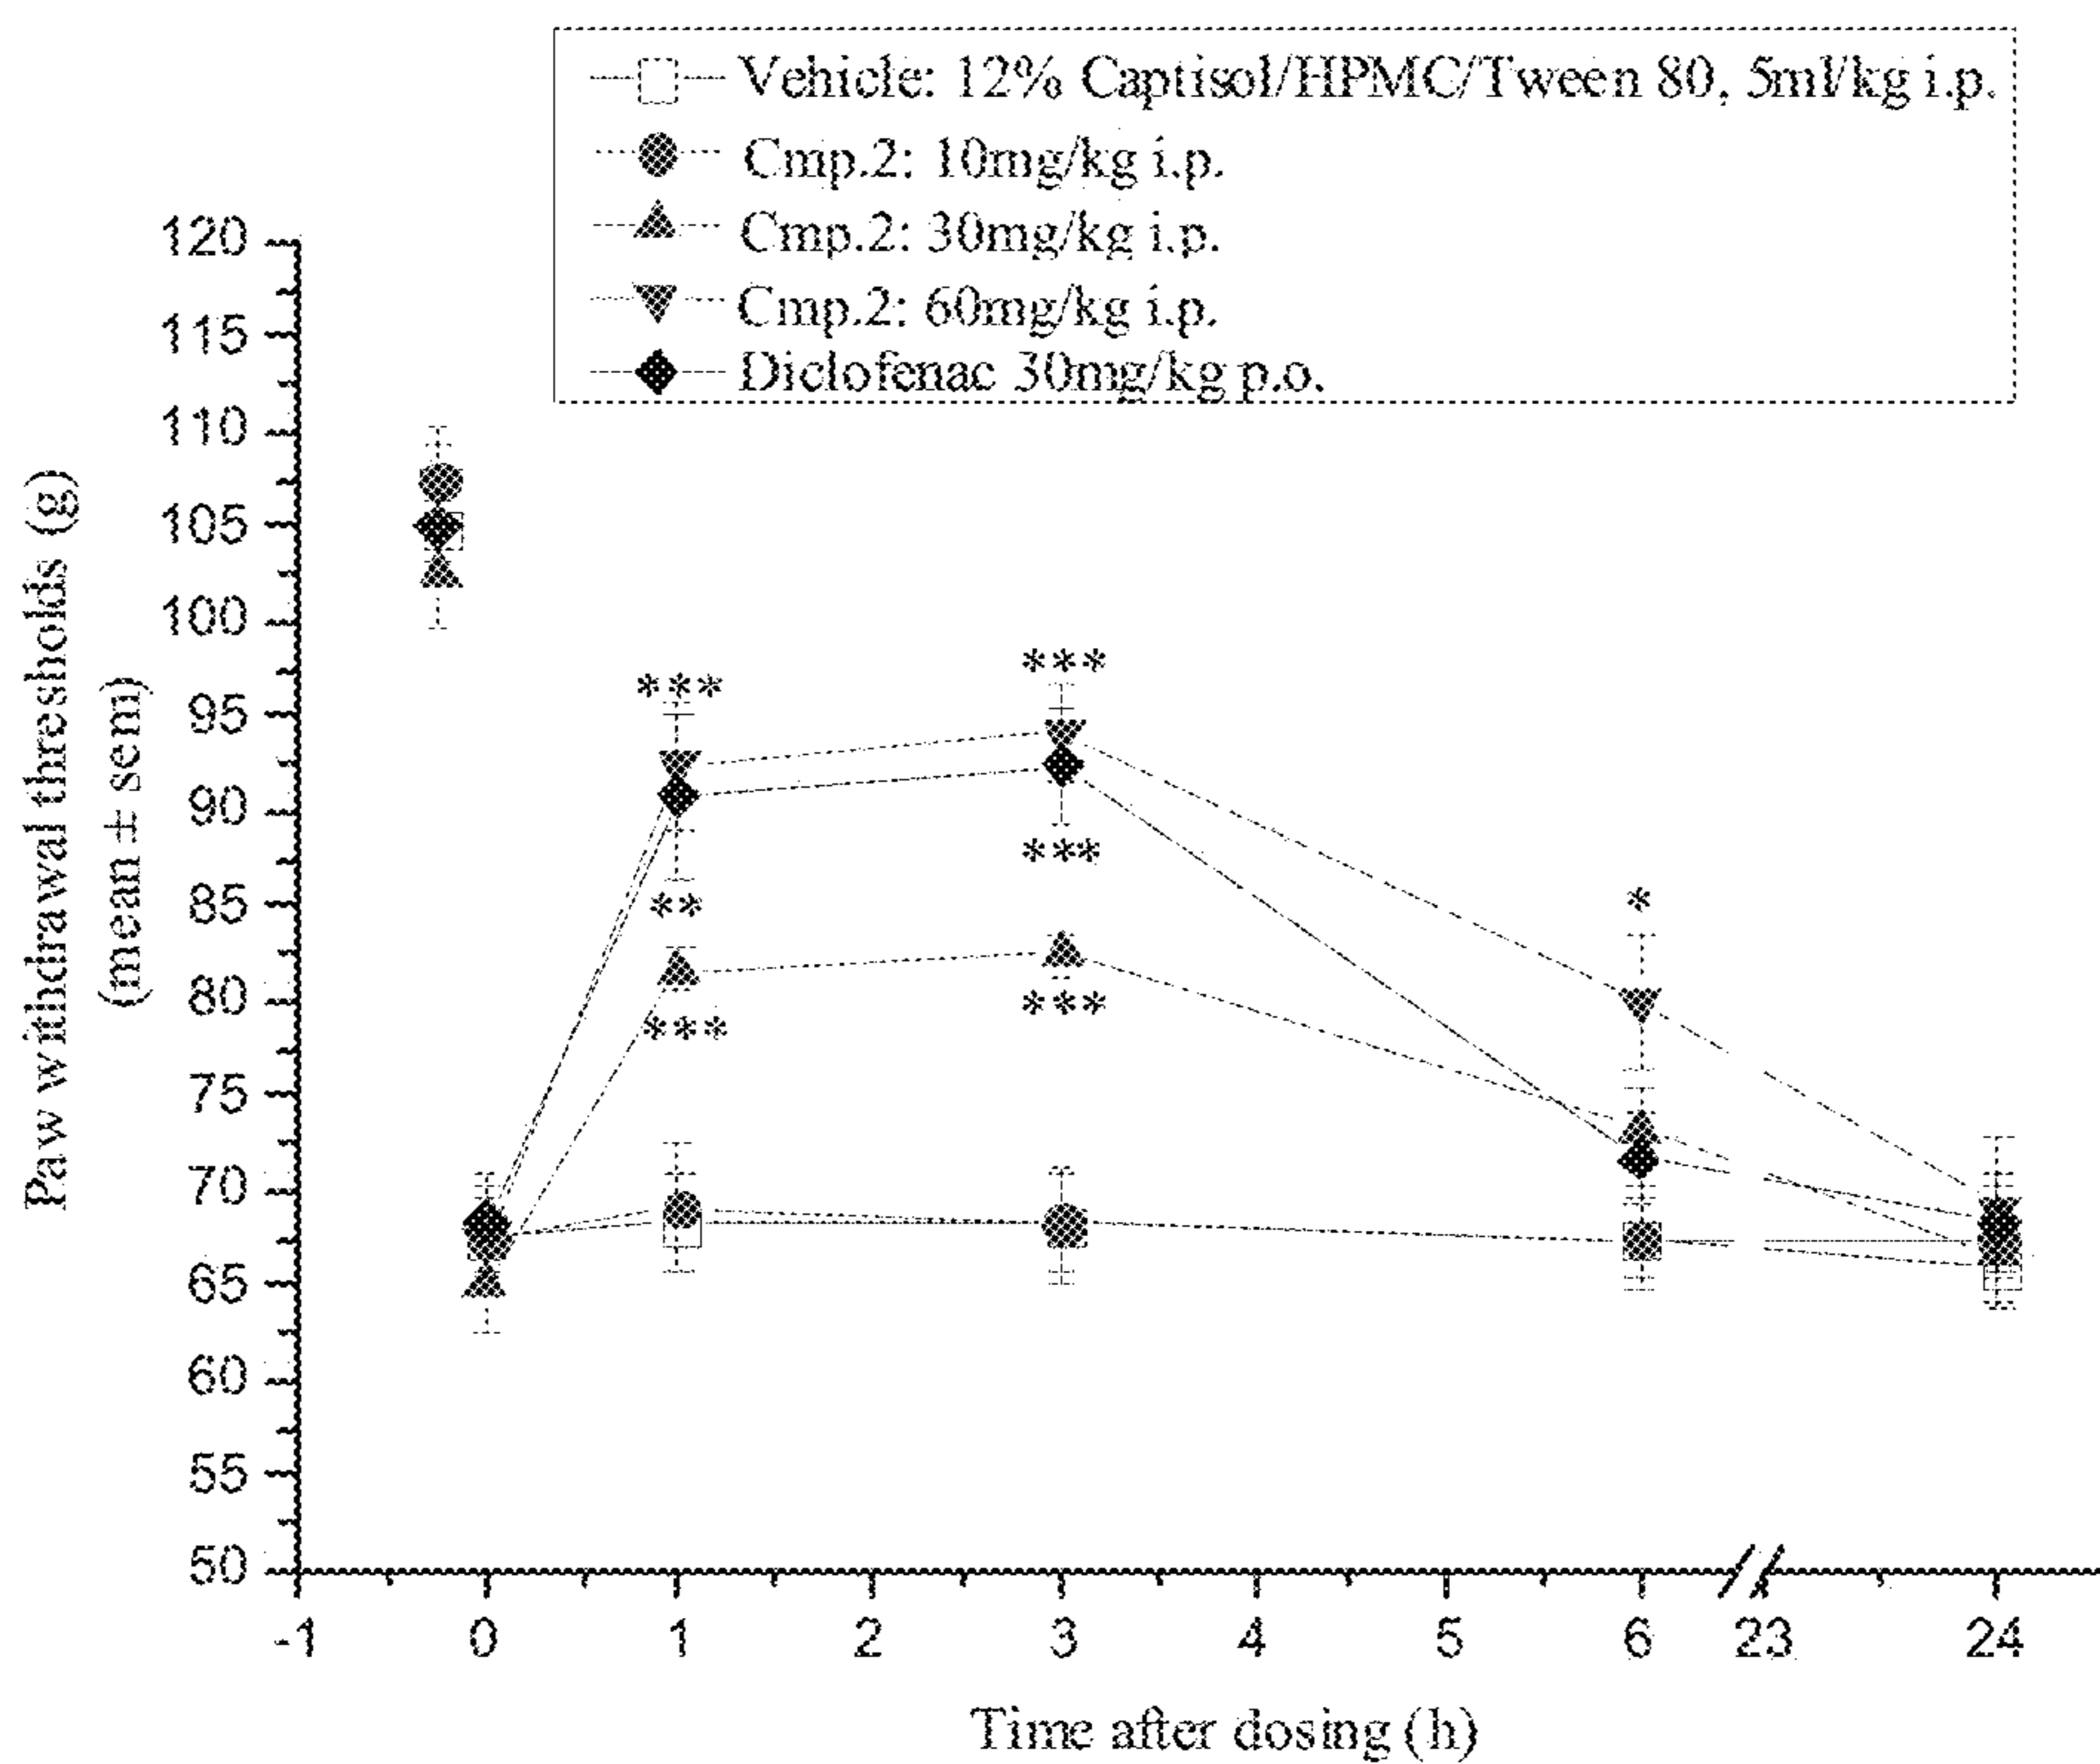 Vehicle: 12% Captisol/HPMC/Tween 80, 5ml/kg i.p.
Cmp.2: 10mg/kg i.p.
Cmp.2: 30mg/kg i.p.
Cmp.2: 60mg/kg i.p.
Diclofenac 30mg/kg p.o.
Paw withdrawal thresholds (g)
(mean ± sem)
120
115
110
105
100
95
90
85
80
75
70
65
60
55
50
***
***
***
**
*
***
***
-1 0 1 2 3 4 5 6 23 24
Time after dosing (h)